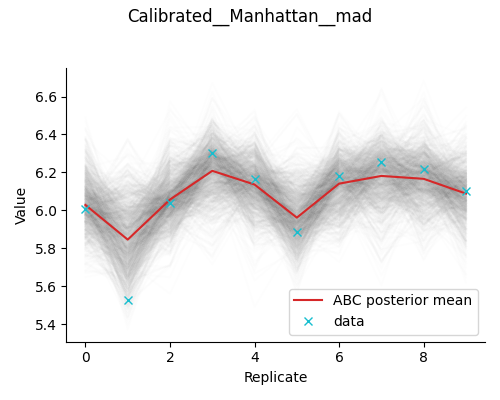 Calibrated__Manhattan__mad
6.6
6.4
6.2
6.0
5.8
5.6
5.4
Value
0 2 4 6 8
Replicate
ABC posterior mean
data